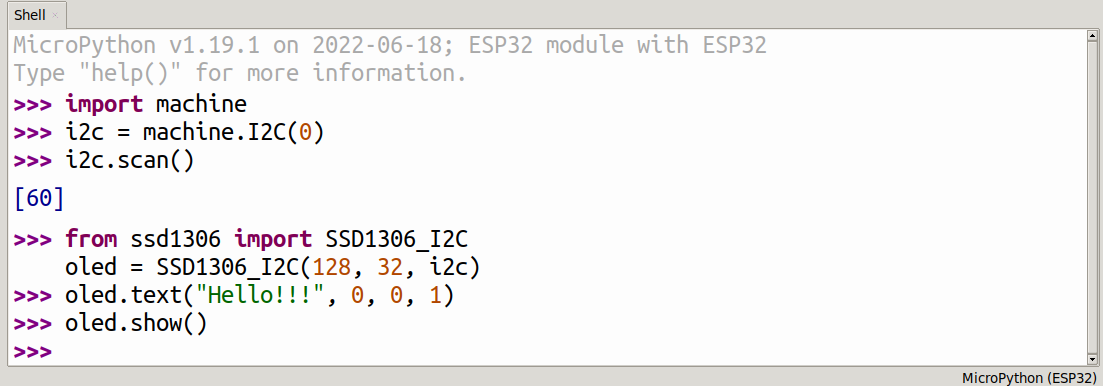 Shell
MicroPython v1.19.1 on 2022-06-18; ESP32 module with ESP32
Type "help()" for more information.
>>> import machine
>>> i2c = machine.I2C(0)
>>> i2c.scan()
[60]
>>> from ssd1306 import SSD1306_I2C
    oled = SSD1306_I2C(128, 32, i2c)
>>> oled.text("Hello!!!", 0, 0, 1)
>>> oled.show()
>>>
MicroPython (ESP32)